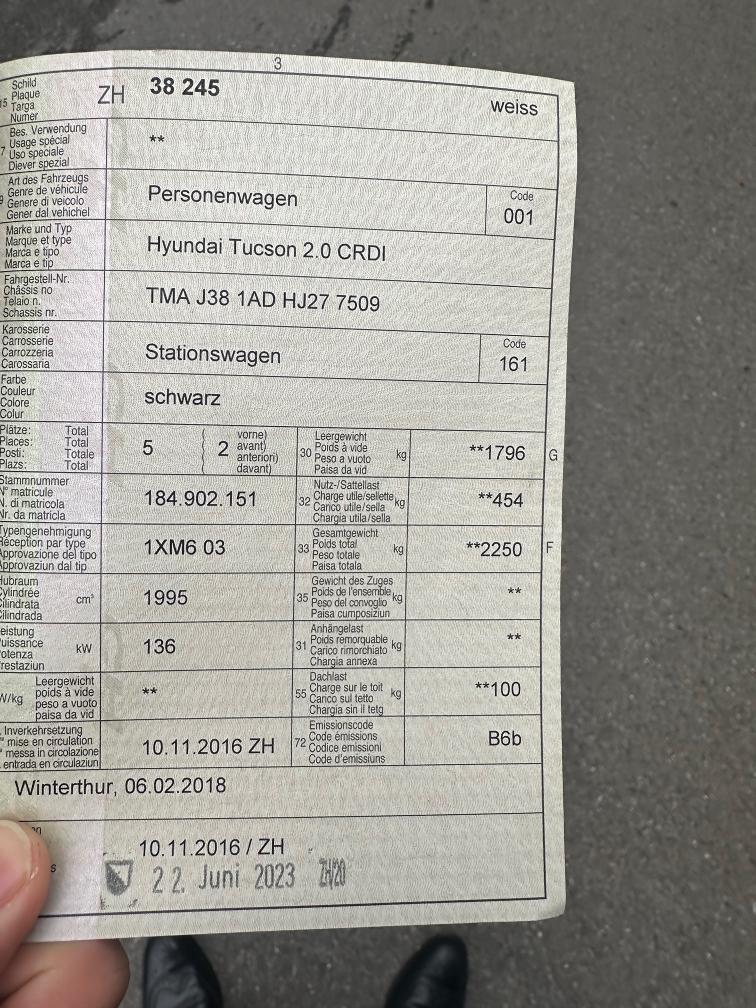 3
15 Schild
Plaque
Targa
Numer
ZH 38 245 weiss
7 Bes. Verwendung
Usage spécial
Uso speciale
Diever spezial
**
9 Art des Fahrzeugs
Genre de véhicule
Genere di veicolo
Gener dal vehichel
Personenwagen
Code
001
Marke und Typ
Marque et type
Marca e tipo
Marca e tip
Hyundai Tucson 2.0 CRDI
Fahrgestell-Nr.
Châssis no
Telaio n.
Schassis nr.
TMA J38 1AD HJ27 7509
Karosserie
Carrosserie
Carrozzeria
Carossaria
Stationswagen
Code
161
Farbe
Couleur
Colore
Colur
schwarz
Plätze: Total
Places: Total
Posti: Totale
Plazs: Total
5
2
vorne)
avant)
anteriori)
davant)
30 Leergewicht
Poids à vide
Peso a vuoto
Paisa da vid
kg
**1796
G
Stammnummer
N° matricule
N. di matricola
Nr. da matricla
184.902.151
32 Nutz-/Sattellast
Charge utile/sellette
Carico utile/sella
Chargia utila/sella
kg
**454
Typengenehmigung
Réception par type
Approvazione del tipo
Approvaziun dal tip
1XM6 03
33 Gesamtgewicht
Poids total
Peso totale
Paisa totala
kg
**2250
F
Hubraum
Cylindrée
Cilindrata
Cilindrada
cm³
1995
35 Gewicht des Zuges
Poids de l'ensemble
Peso del convoglio
Paisa cumposiziun
kg
**
eistung
uissance
otenza
restaziun
kW
136
31 Anhängelast
Poids remorquable
Carico rimorchiato
Chargia annexa
kg
**
W/kg
Leergewicht
poids à vide
peso a vuoto
paisa da vid
**
55 Dachlast
Charge sur le toit
Carico sul tetto
Chargia sin il tetg
kg
**100
. Inverkehrsetzung
° mise en circulation
° messa in circolazione
. entrada en circulaziun
10.11.2016 ZH
72 Emissionscode
Code émissions
Codice emissioni
Code d'emissiuns
B6b
Winterthur, 06.02.2018
s
10.11.2016 / ZH
22. Juni 2023 ZH/20